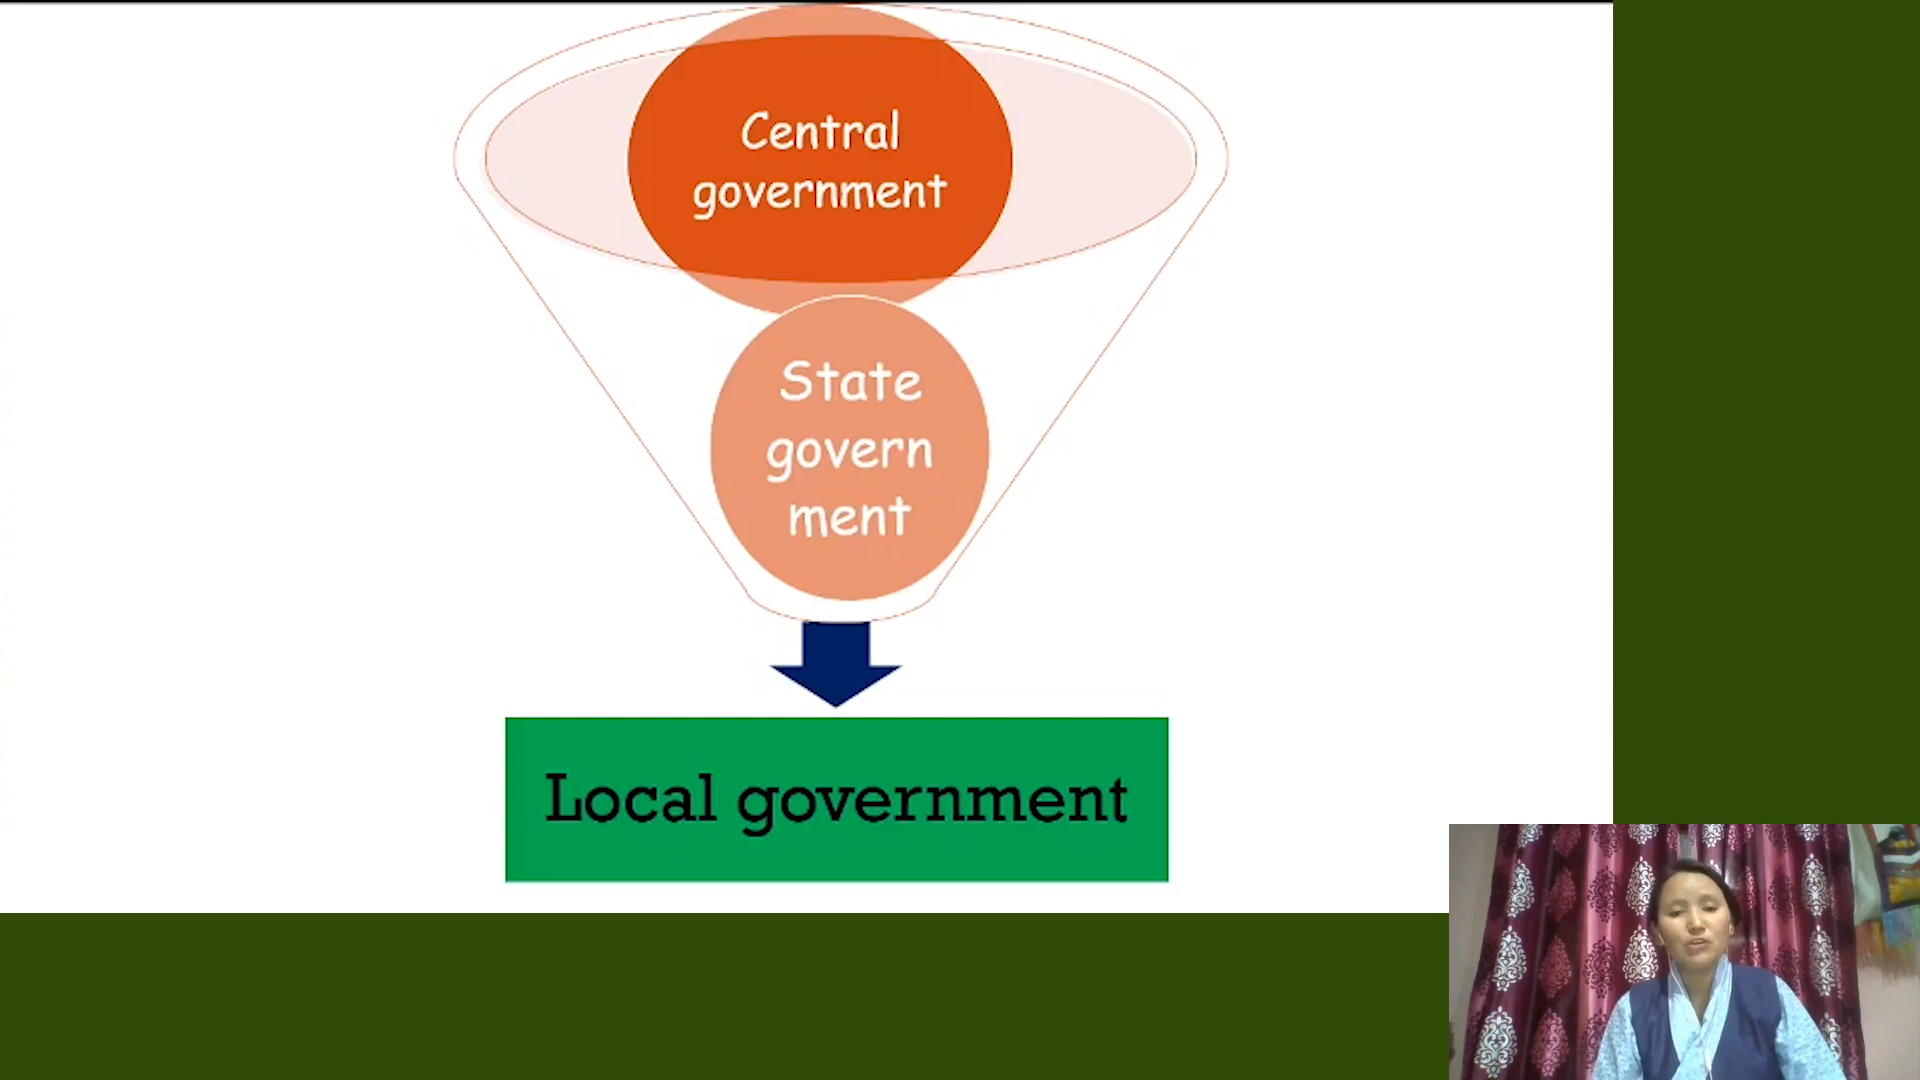 Central
government
State
govern
ment
Local government